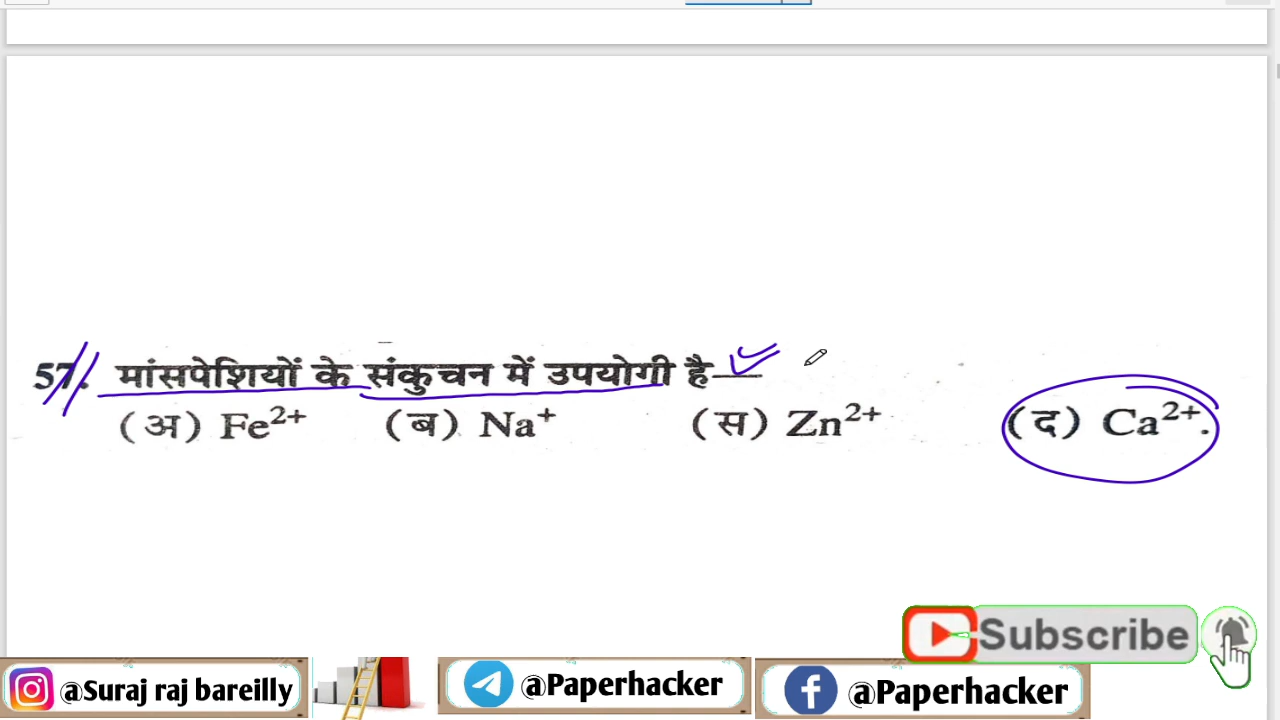 57. मांसपेशियों के संकुचन में उपयोगी है—
(अ) Fe²⁺ (ब) Na⁺ (स) Zn²⁺ (द) Ca²⁺.
Subscribe
@Suraj raj bareilly @Paperhacker @Paperhacker